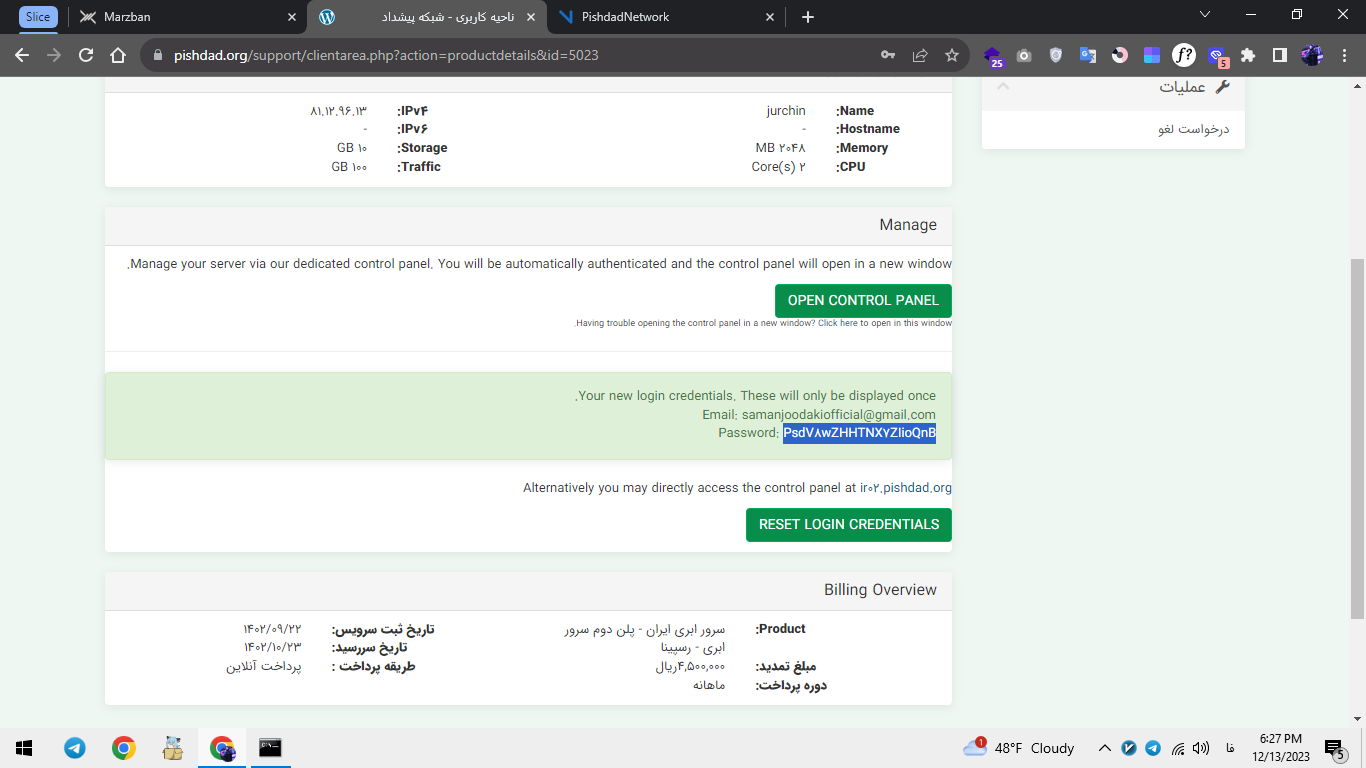 Slice
Marzban
ناحیه کاربری - شبکه پیشداد
PishdadNetwork
pishdad.org/support/clientarea.php?action=productdetails&id=5023
25
f?
5
عملیات
درخواست لغو
Name: jurchin
IPv۴: ۸۱.۱۲.۹۶.۱۳
Hostname: -
IPv۶: -
Memory: ۲۰۴۸ MB
Storage: ۱۰ GB
CPU: ۲ Core(s)
Traffic: ۱۰۰ GB
Manage
.Manage your server via our dedicated control panel. You will be automatically authenticated and the control panel will open in a new window
OPEN CONTROL PANEL
.Having trouble opening the control panel in a new window? Click here to open in this window
.Your new login credentials. These will only be displayed once
Email: samanjoodakiofficial@gmail.com
Password: PsdV۸wZHHTNX۷ZlioQnB
Alternatively you may directly access the control panel at ir۰۲.pishdad.org
RESET LOGIN CREDENTIALS
Billing Overview
Product: سرور ابری ایران - پلن دوم سرور
ابری - رسپینا
تاریخ ثبت سرویس: ۱۴۰۲/۰۹/۲۲
تاریخ سررسید: ۱۴۰۲/۱۰/۲۳
مبلغ تمدید: ۴,۵۰۰,۰۰۰ریال
طریقه پرداخت : پرداخت آنلاین
دوره پرداخت: ماهانه
1
48°F Cloudy
فا
6:27 PM
12/13/2023
5